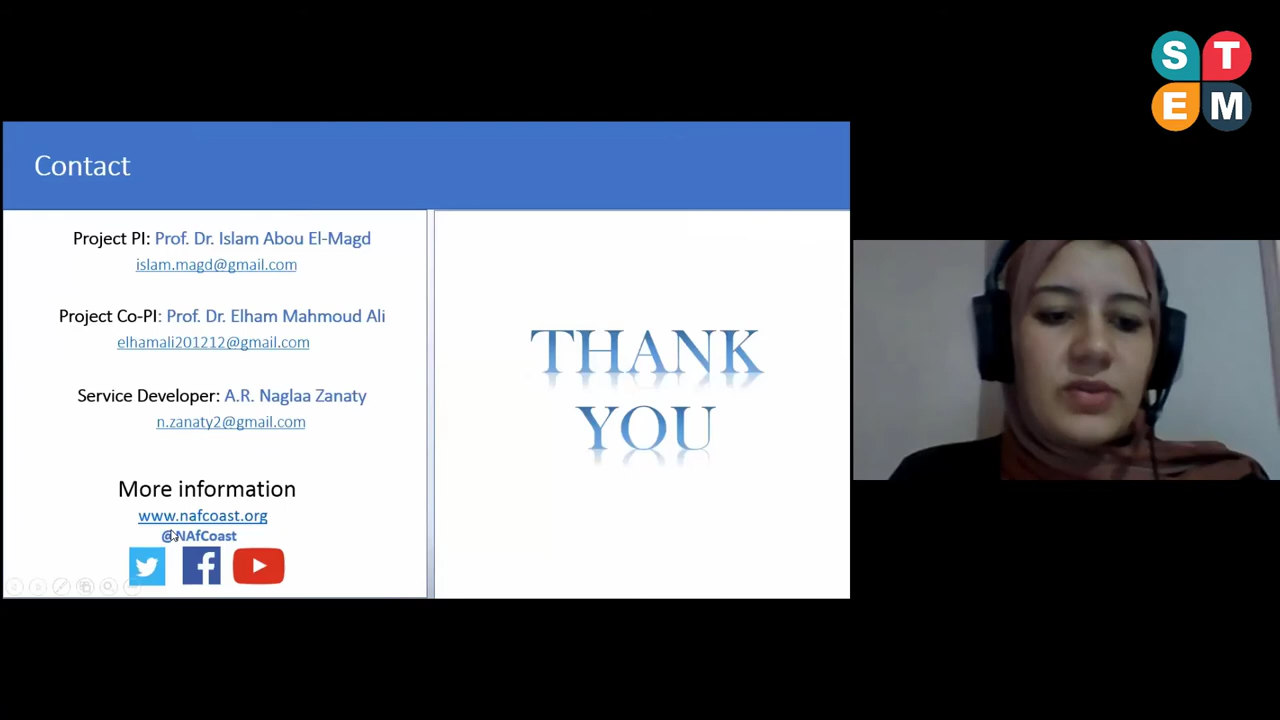 Contact
Project PI: Prof. Dr. Islam Abou El-Magd
islam.magd@gmail.com
Project Co-PI: Prof. Dr. Elham Mahmoud Ali
elhamali201212@gmail.com
Service Developer: A.R. Naglaa Zanaty
n.zanaty2@gmail.com
More information
www.nafcoast.org
@NAfCoast
THANK
YOU
S T
E M